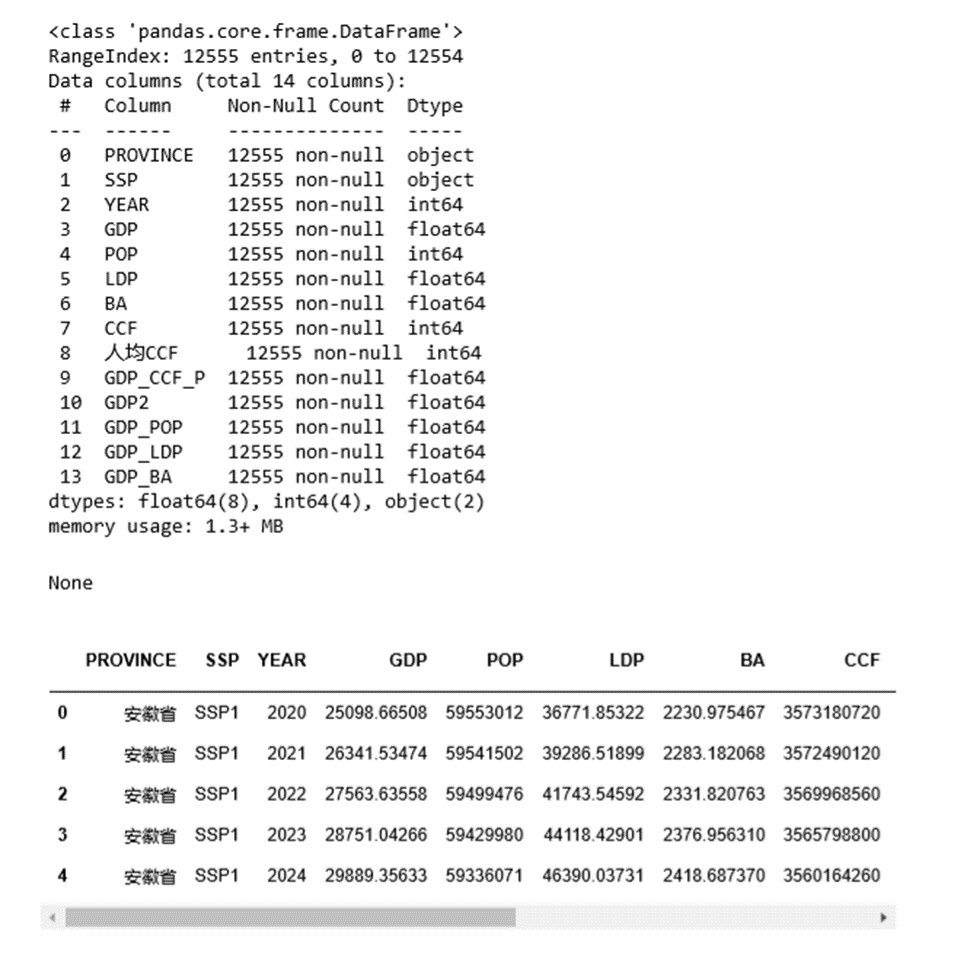 <class 'pandas.core.frame.DataFrame'>
RangeIndex: 12555 entries, 0 to 12554
Data columns (total 14 columns):
 #   Column     Non-Null Count  Dtype
---  ------     --------------  -----
 0   PROVINCE   12555 non-null  object
 1   SSP        12555 non-null  object
 2   YEAR       12555 non-null  int64
 3   GDP        12555 non-null  float64
 4   POP        12555 non-null  int64
 5   LDP        12555 non-null  float64
 6   BA         12555 non-null  float64
 7   CCF        12555 non-null  int64
 8   人均CCF      12555 non-null  int64
 9   GDP_CCF_P  12555 non-null  float64
 10  GDP2       12555 non-null  float64
 11  GDP_POP    12555 non-null  float64
 12  GDP_LDP    12555 non-null  float64
 13  GDP_BA     12555 non-null  float64
dtypes: float64(8), int64(4), object(2)
memory usage: 1.3+ MB
None
PROVINCE SSP YEAR GDP POP LDP BA CCF
0 安徽省 SSP1 2020 25098.66508 59553012 36771.85322 2230.975467 3573180720
1 安徽省 SSP1 2021 26341.53474 59541502 39286.51899 2283.182068 3572490120
2 安徽省 SSP1 2022 27563.63558 59499476 41743.54592 2331.820763 3569968560
3 安徽省 SSP1 2023 28751.04266 59429980 44118.42901 2376.956310 3565798800
4 安徽省 SSP1 2024 29889.35633 59336071 46390.03731 2418.687370 3560164260